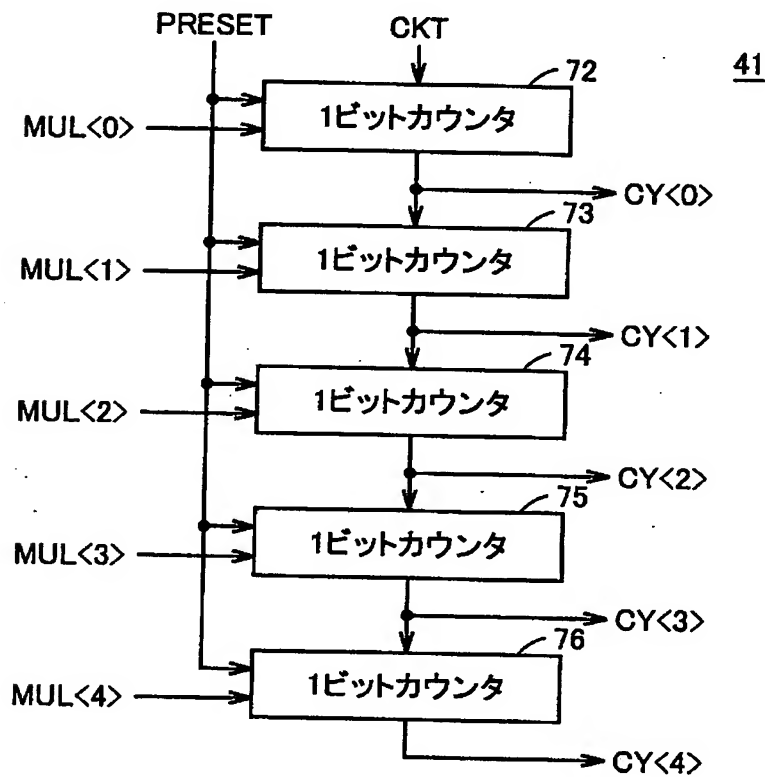 PRESET
CKT
41
72
1ビットカウンタ
MUL<0>
CY<0>
73
1ビットカウンタ
MUL<1>
CY<1>
74
1ビットカウンタ
MUL<2>
CY<2>
75
1ビットカウンタ
MUL<3>
CY<3>
76
1ビットカウンタ
MUL<4>
CY<4>